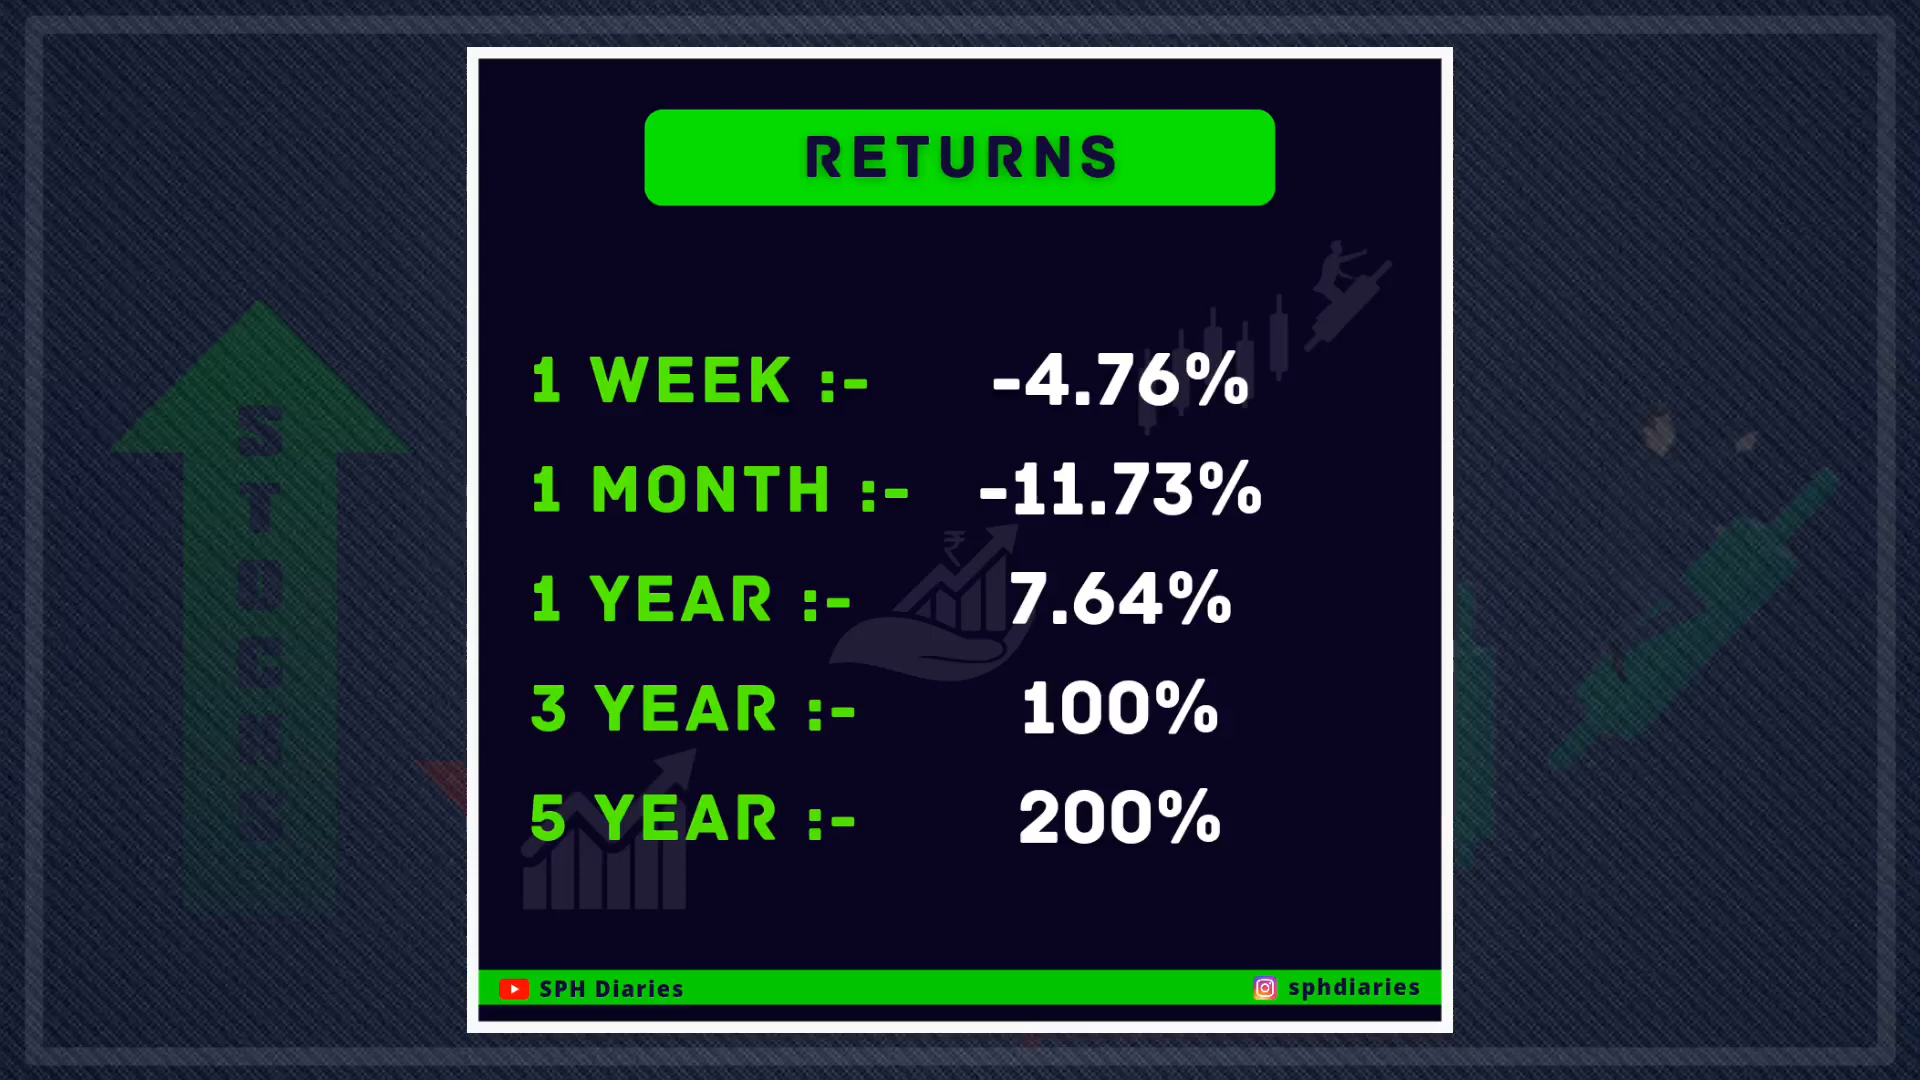 RETURNS
1 WEEK :- -4.76%
1 MONTH :- -11.73%
1 YEAR :- 7.64%
3 YEAR :- 100%
5 YEAR :- 200%
SPH Diaries
sphdiaries
STOCKS
₹